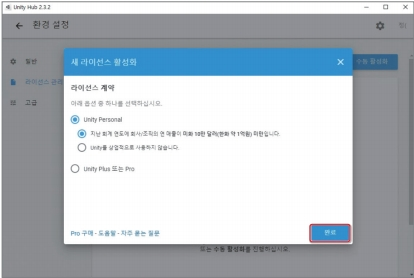 Unity Hub 2.3.2
환경 설정
일반
라이선스 관리
고급
수동 활성화
새 라이선스 활성화
라이선스 계약
아래 옵션 중 하나를 선택하십시오.
Unity Personal
지난 회계 연도에 회사/조직의 연 매출이 미화 10만 달러(한화 약 1억원) 미만입니다.
Unity를 상업적으로 사용하지 않습니다.
Unity Plus 또는 Pro
Pro 구매 - 도움말 - 자주 묻는 질문
완료
또는 수동 활성화를 진행하십시오.